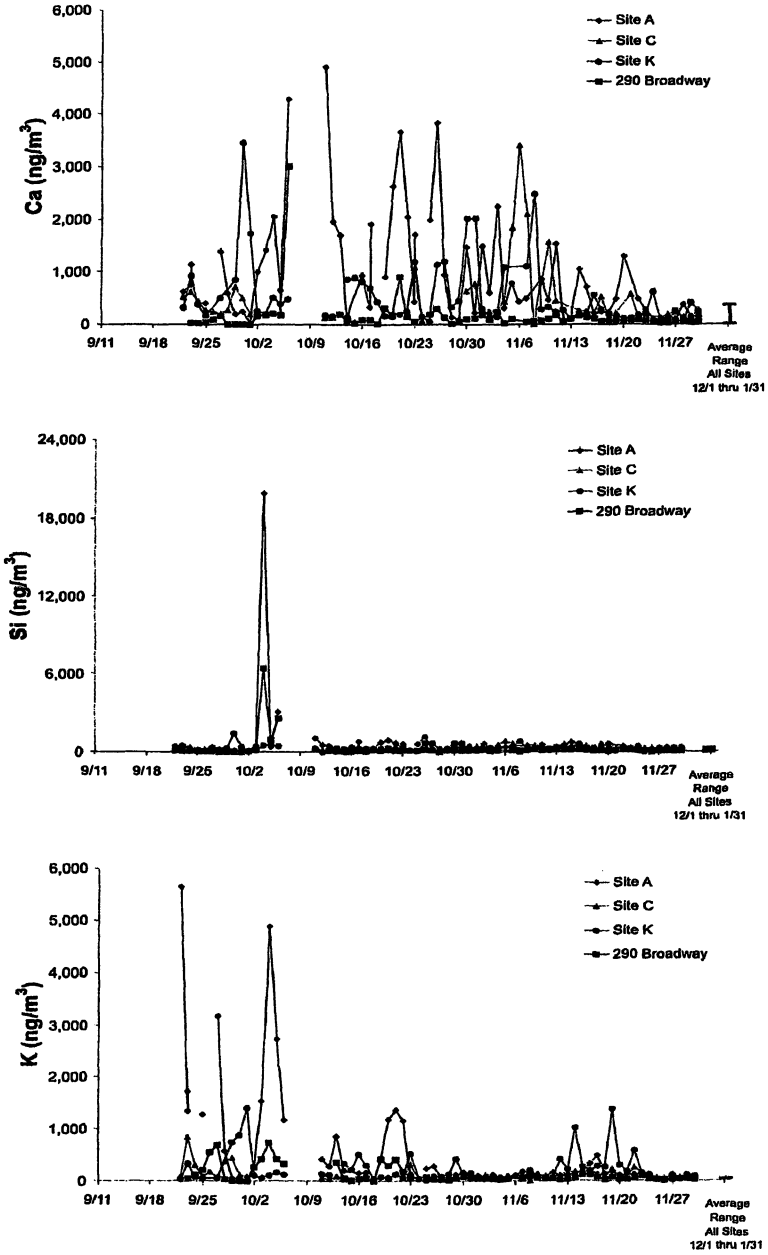 6,000
5,000
4,000
3,000
2,000
1,000
0
Ca (ng/m³)
Site A
Site C
Site K
290 Broadway
9/11 9/18 9/25 10/2 10/9 10/16 10/23 10/30 11/6 11/13 11/20 11/27
Average
Range
All Sites
12/1 thru 1/31
24,000
18,000
12,000
6,000
0
Si (ng/m³)
Site A
Site C
Site K
290 Broadway
9/11 9/18 9/25 10/2 10/9 10/16 10/23 10/30 11/6 11/13 11/20 11/27
Average
Range
All Sites
12/1 thru 1/31
6,000
5,000
4,000
3,000
2,000
1,000
0
K (ng/m³)
Site A
Site C
Site K
290 Broadway
9/11 9/18 9/25 10/2 10/9 10/16 10/23 10/30 11/6 11/13 11/20 11/27
Average
Range
All Sites
12/1 thru 1/31